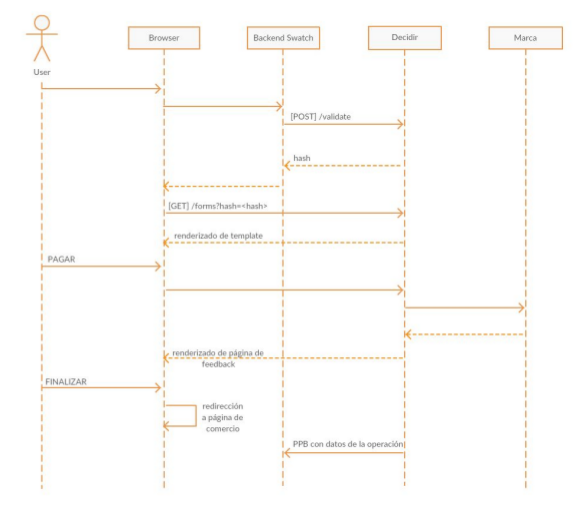 Browser
Backend Swatch
Decidir
Marca
User
[POST] /validate
hash
[GET] /forms?hash=<hash>
renderizado de template
PAGAR
renderizado de página de
feedback
FINALIZAR
redirección
a página de
comercio
PPB con datos de la operación